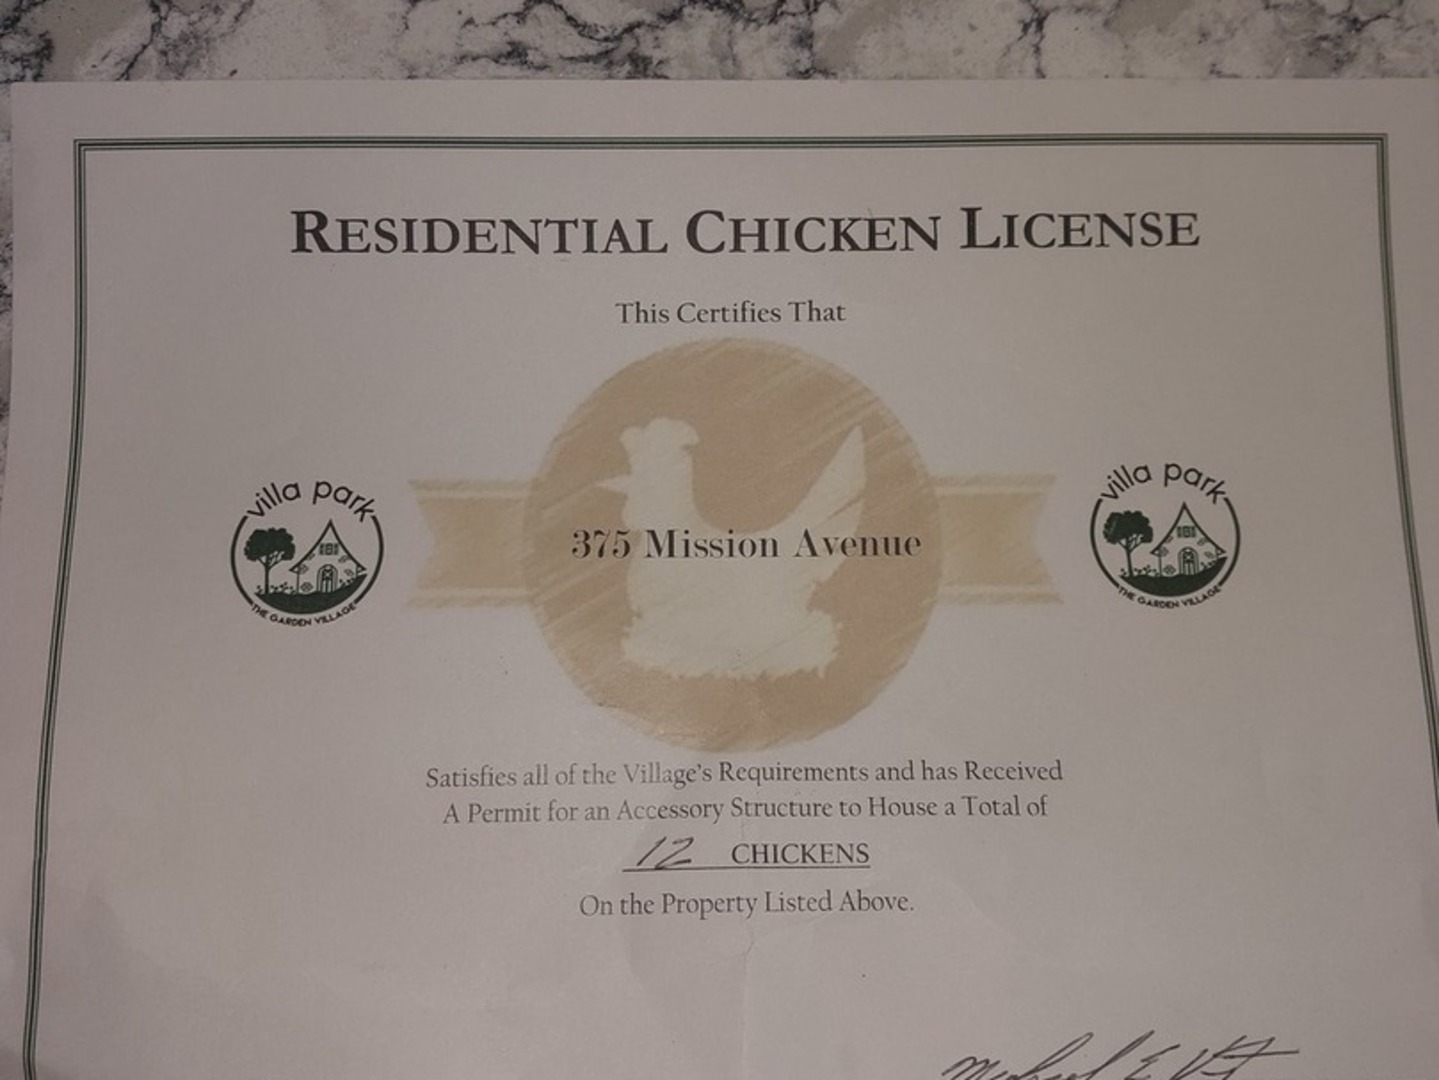 RESIDENTIAL CHICKEN LICENSE
This Certifies That
villa park
THE GARDEN VILLAGE
375 Mission Avenue
villa park
THE GARDEN VILLAGE
Satisfies all of the Village's Requirements and has Received
A Permit for an Accessory Structure to House a Total of
12 CHICKENS
On the Property Listed Above.